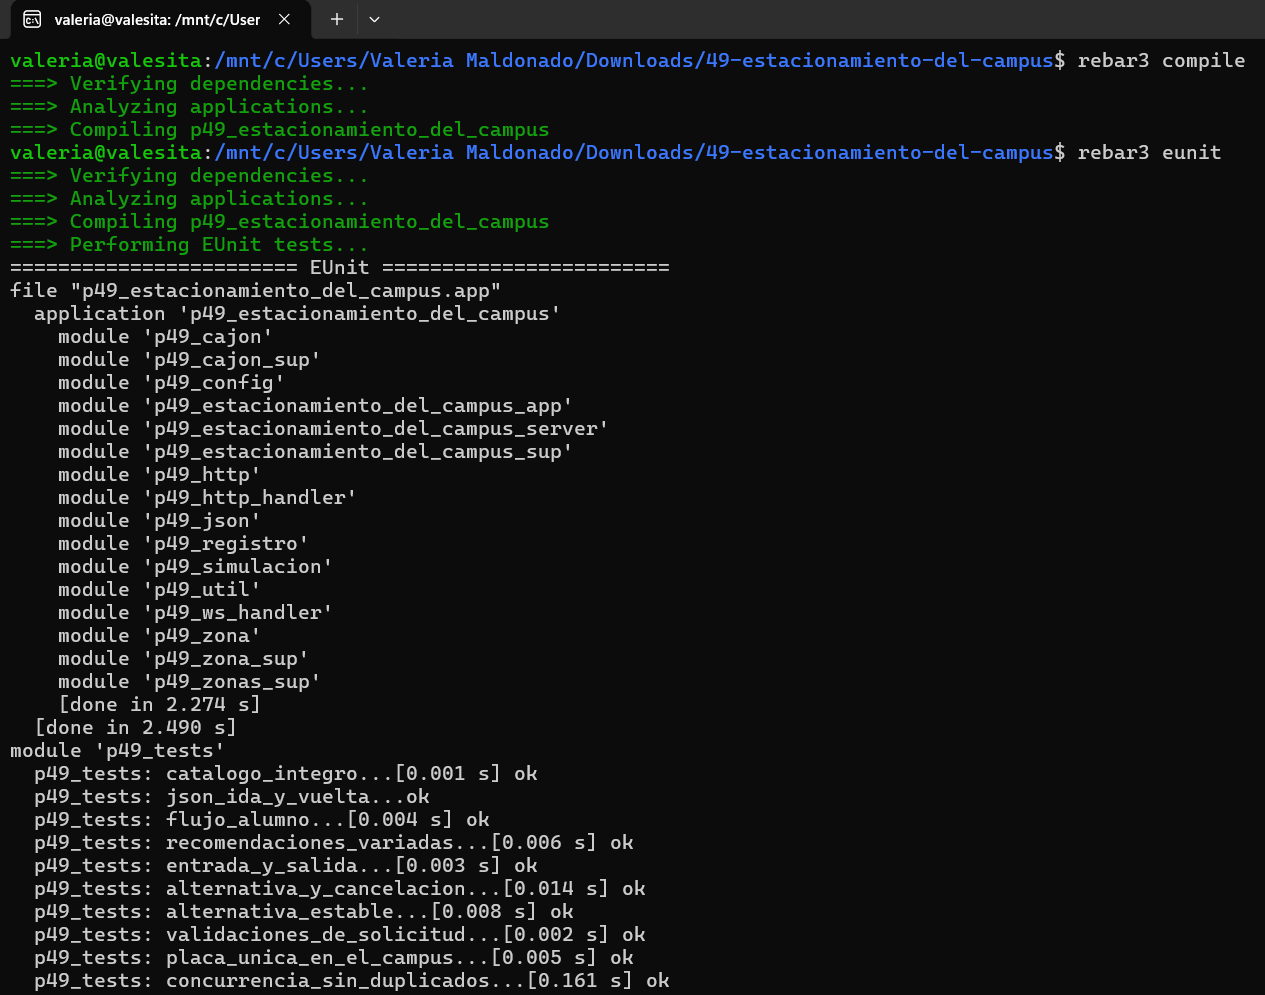 valeria@valesita: /mnt/c/User
valeria@valesita:/mnt/c/Users/Valeria Maldonado/Downloads/49-estacionamiento-del-campus$ rebar3 compile
===> Verifying dependencies...
===> Analyzing applications...
===> Compiling p49_estacionamiento_del_campus
valeria@valesita:/mnt/c/Users/Valeria Maldonado/Downloads/49-estacionamiento-del-campus$ rebar3 eunit
===> Verifying dependencies...
===> Analyzing applications...
===> Compiling p49_estacionamiento_del_campus
===> Performing EUnit tests...
======================== EUnit ========================
file "p49_estacionamiento_del_campus.app"
  application 'p49_estacionamiento_del_campus'
    module 'p49_cajon'
    module 'p49_cajon_sup'
    module 'p49_config'
    module 'p49_estacionamiento_del_campus_app'
    module 'p49_estacionamiento_del_campus_server'
    module 'p49_estacionamiento_del_campus_sup'
    module 'p49_http'
    module 'p49_http_handler'
    module 'p49_json'
    module 'p49_registro'
    module 'p49_simulacion'
    module 'p49_util'
    module 'p49_ws_handler'
    module 'p49_zona'
    module 'p49_zona_sup'
    module 'p49_zonas_sup'
    [done in 2.274 s]
  [done in 2.490 s]
module 'p49_tests'
  p49_tests: catalogo_integro...[0.001 s] ok
  p49_tests: json_ida_y_vuelta...ok
  p49_tests: flujo_alumno...[0.004 s] ok
  p49_tests: recomendaciones_variadas...[0.006 s] ok
  p49_tests: entrada_y_salida...[0.003 s] ok
  p49_tests: alternativa_y_cancelacion...[0.014 s] ok
  p49_tests: alternativa_estable...[0.008 s] ok
  p49_tests: validaciones_de_solicitud...[0.002 s] ok
  p49_tests: placa_unica_en_el_campus...[0.005 s] ok
  p49_tests: concurrencia_sin_duplicados...[0.161 s] ok